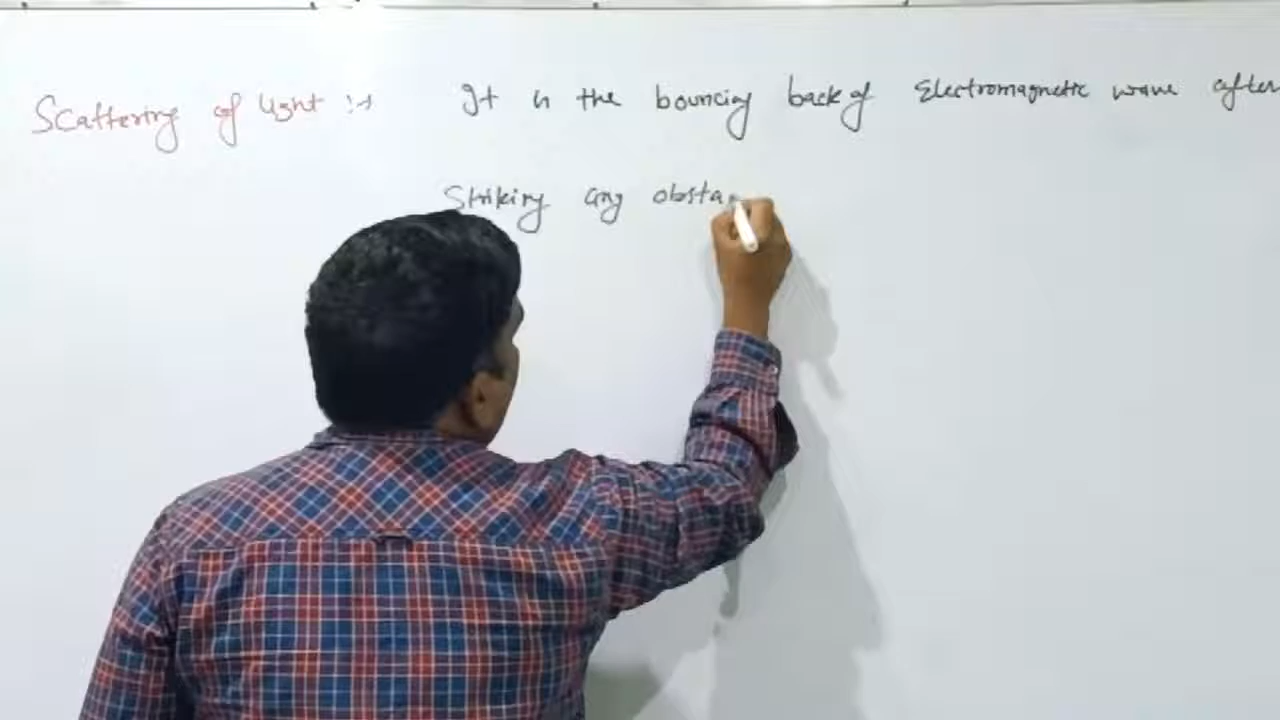 Scattering of light :→ It is the bouncing back of Electromagnetic wave after
Striking any obsta